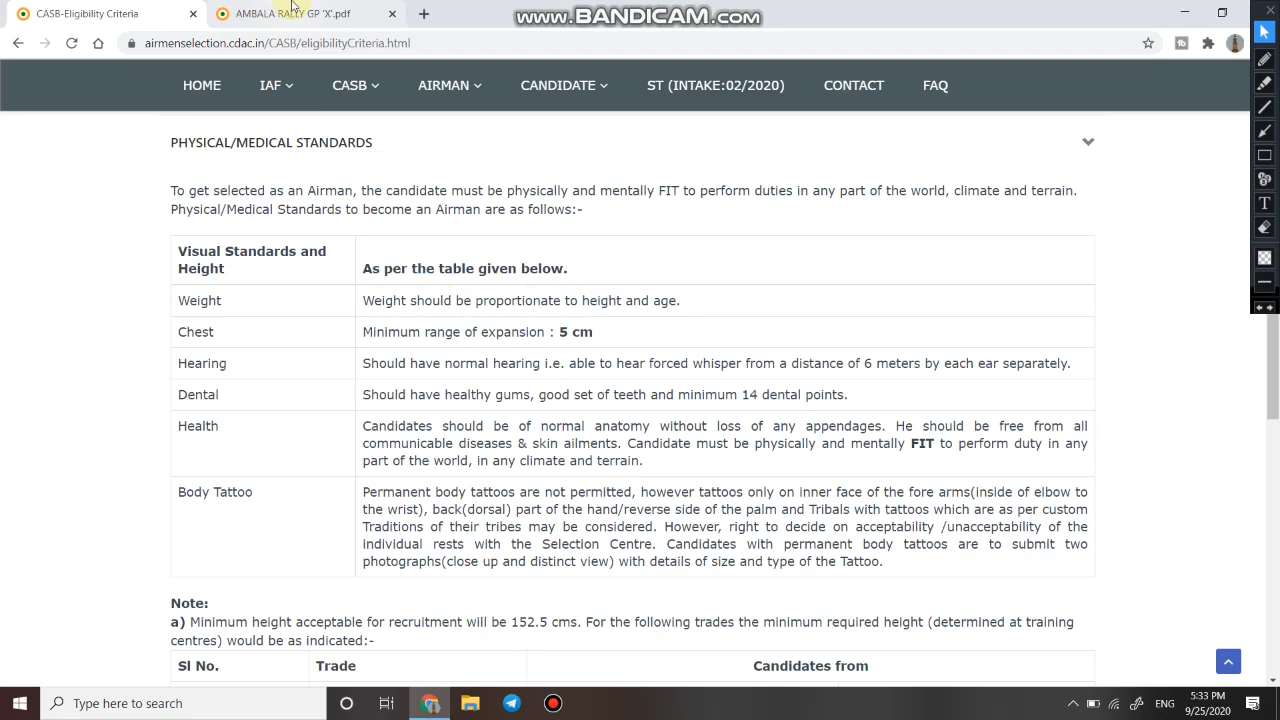 CASB-Eligibility Criteria
AMBALA RALLY GP 'X'.pdf
www.BANDICAM.com
airmenselection.cdac.in/CASB/eligibilityCriteria.html
HOME IAF CASB AIRMAN CANDIDATE ST (INTAKE:02/2020) CONTACT FAQ
PHYSICAL/MEDICAL STANDARDS
To get selected as an Airman, the candidate must be physically and mentally FIT to perform duties in any part of the world, climate and terrain.
Physical/Medical Standards to become an Airman are as follows:-
Visual Standards and
Height
As per the table given below.
Weight
Weight should be proportionate to height and age.
Chest
Minimum range of expansion : 5 cm
Hearing
Should have normal hearing i.e. able to hear forced whisper from a distance of 6 meters by each ear separately.
Dental
Should have healthy gums, good set of teeth and minimum 14 dental points.
Health
Candidates should be of normal anatomy without loss of any appendages. He should be free from all
communicable diseases & skin ailments. Candidate must be physically and mentally FIT to perform duty in any
part of the world, in any climate and terrain.
Body Tattoo
Permanent body tattoos are not permitted, however tattoos only on inner face of the fore arms(inside of elbow to
the wrist), back(dorsal) part of the hand/reverse side of the palm and Tribals with tattoos which are as per custom
Traditions of their tribes may be considered. However, right to decide on acceptability /unacceptability of the
individual rests with the Selection Centre. Candidates with permanent body tattoos are to submit two
photographs(close up and distinct view) with details of size and type of the Tattoo.
Note:
a) Minimum height acceptable for recruitment will be 152.5 cms. For the following trades the minimum required height (determined at training
centres) would be as indicated:-
Sl No. Trade Candidates from
Type here to search
ENG
5:33 PM
9/25/2020